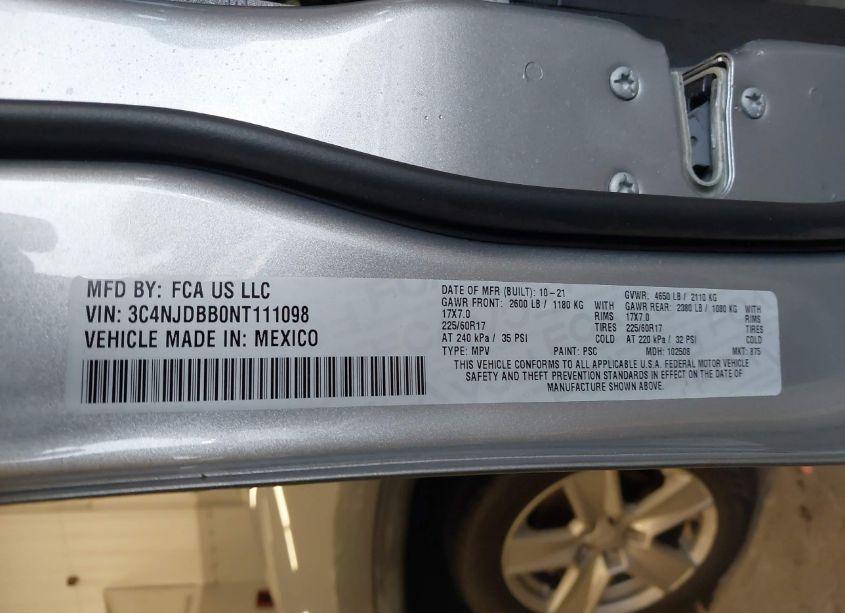 MFD BY: FCA US LLC
VIN: 3C4NJDBB0NT111098
VEHICLE MADE IN: MEXICO
DATE OF MFR (BUILT): 10-21
GAWR FRONT: 2600 LB / 1180 KG WITH
17X7.0 RIMS
225/60R17 TIRES
AT 240 kPa / 35 PSI COLD
TYPE: MPV PAINT: PSC
GVWR: 4650 LB / 2110 KG
GAWR REAR: 2380 LB / 1080 KG WITH
17X7.0 RIMS
225/60R17 TIRES
AT 220 kPa / 32 PSI COLD
MDH: 102508 MKT: 875
THIS VEHICLE CONFORMS TO ALL APPLICABLE U.S.A. FEDERAL MOTOR VEHICLE
SAFETY AND THEFT PREVENTION STANDARDS IN EFFECT ON THE DATE OF
MANUFACTURE SHOWN ABOVE.